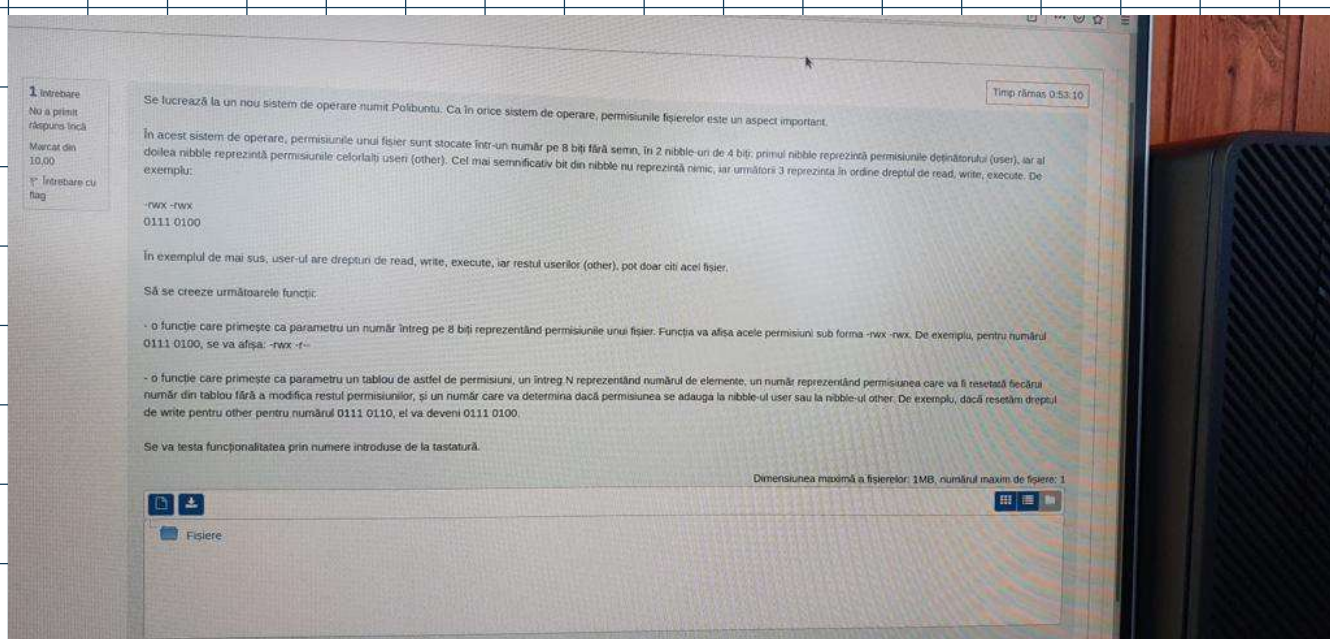 1 Întrebare
Nu a primit
răspuns încă
Marcat din
10,00
Întrebare cu
flag
Timp rămas 0:53:10
Se lucrează la un nou sistem de operare numit Polibuntu. Ca în orice sistem de operare, permisiunile fișierelor este un aspect important.
În acest sistem de operare, permisiunile unui fișier sunt stocate într-un număr pe 8 biți fără semn, în 2 nibble-uri de 4 biți: primul nibble reprezintă permisiunile deținătorului (user), iar al
doilea nibble reprezintă permisiunile celorlalți useri (other). Cel mai semnificativ bit din nibble nu reprezintă nimic, iar următorii 3 reprezinta în ordine dreptul de read, write, execute. De
exemplu:
-rwx -rwx
0111 0100
În exemplul de mai sus, user-ul are drepturi de read, write, execute, iar restul userilor (other), pot doar citi acel fișier.
Să se creeze următoarele funcții:
- o funcție care primește ca parametru un număr întreg pe 8 biți reprezentând permisiunile unui fișier. Funcția va afișa acele permisiuni sub forma -rwx -rwx. De exemplu, pentru numărul
0111 0100, se va afișa: -rwx -r--
- o funcție care primește ca parametru un tablou de astfel de permisiuni, un întreg N reprezentând numărul de elemente, un număr reprezentând permisiunea care va fi resetată fiecărui
număr din tablou fără a modifica restul permisiunilor, și un număr care va determina dacă permisiunea se adauga la nibble-ul user sau la nibble-ul other. De exemplu, dacă resetăm dreptul
de write pentru other pentru numărul 0111 0110, el va deveni 0111 0100.
Se va testa funcționalitatea prin numere introduse de la tastatură.
Dimensiunea maximă a fișierelor: 1MB, numărul maxim de fișiere: 1
Fișiere